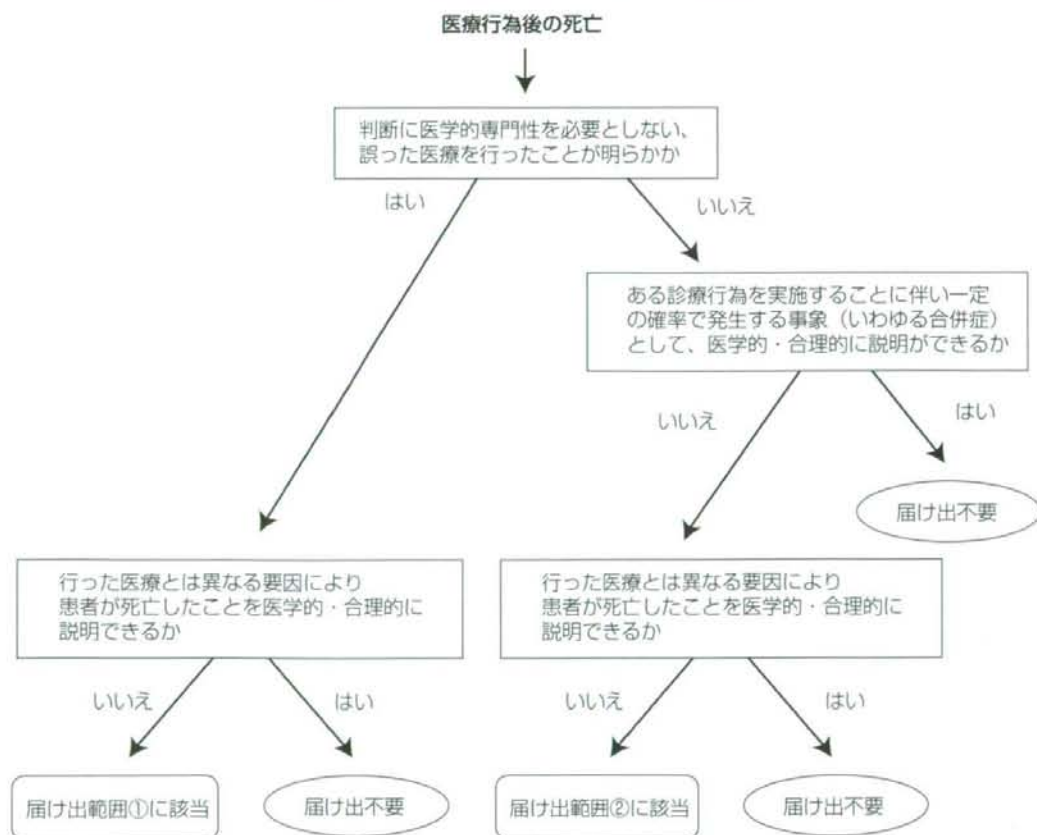 医療行為後の死亡
判断に医学的専門性を必要としない、
誤った医療を行ったことが明らかか
はい
いいえ
ある診療行為を実施することに伴い一定
の確率で発生する事象（いわゆる合併症）
として、医学的・合理的に説明ができるか
いいえ
はい
届け出不要
行った医療とは異なる要因により
患者が死亡したことを医学的・合理的に
説明できるか
行った医療とは異なる要因により
患者が死亡したことを医学的・合理的に
説明できるか
いいえ
はい
いいえ
はい
届け出範囲①に該当
届け出不要
届け出範囲②に該当
届け出不要